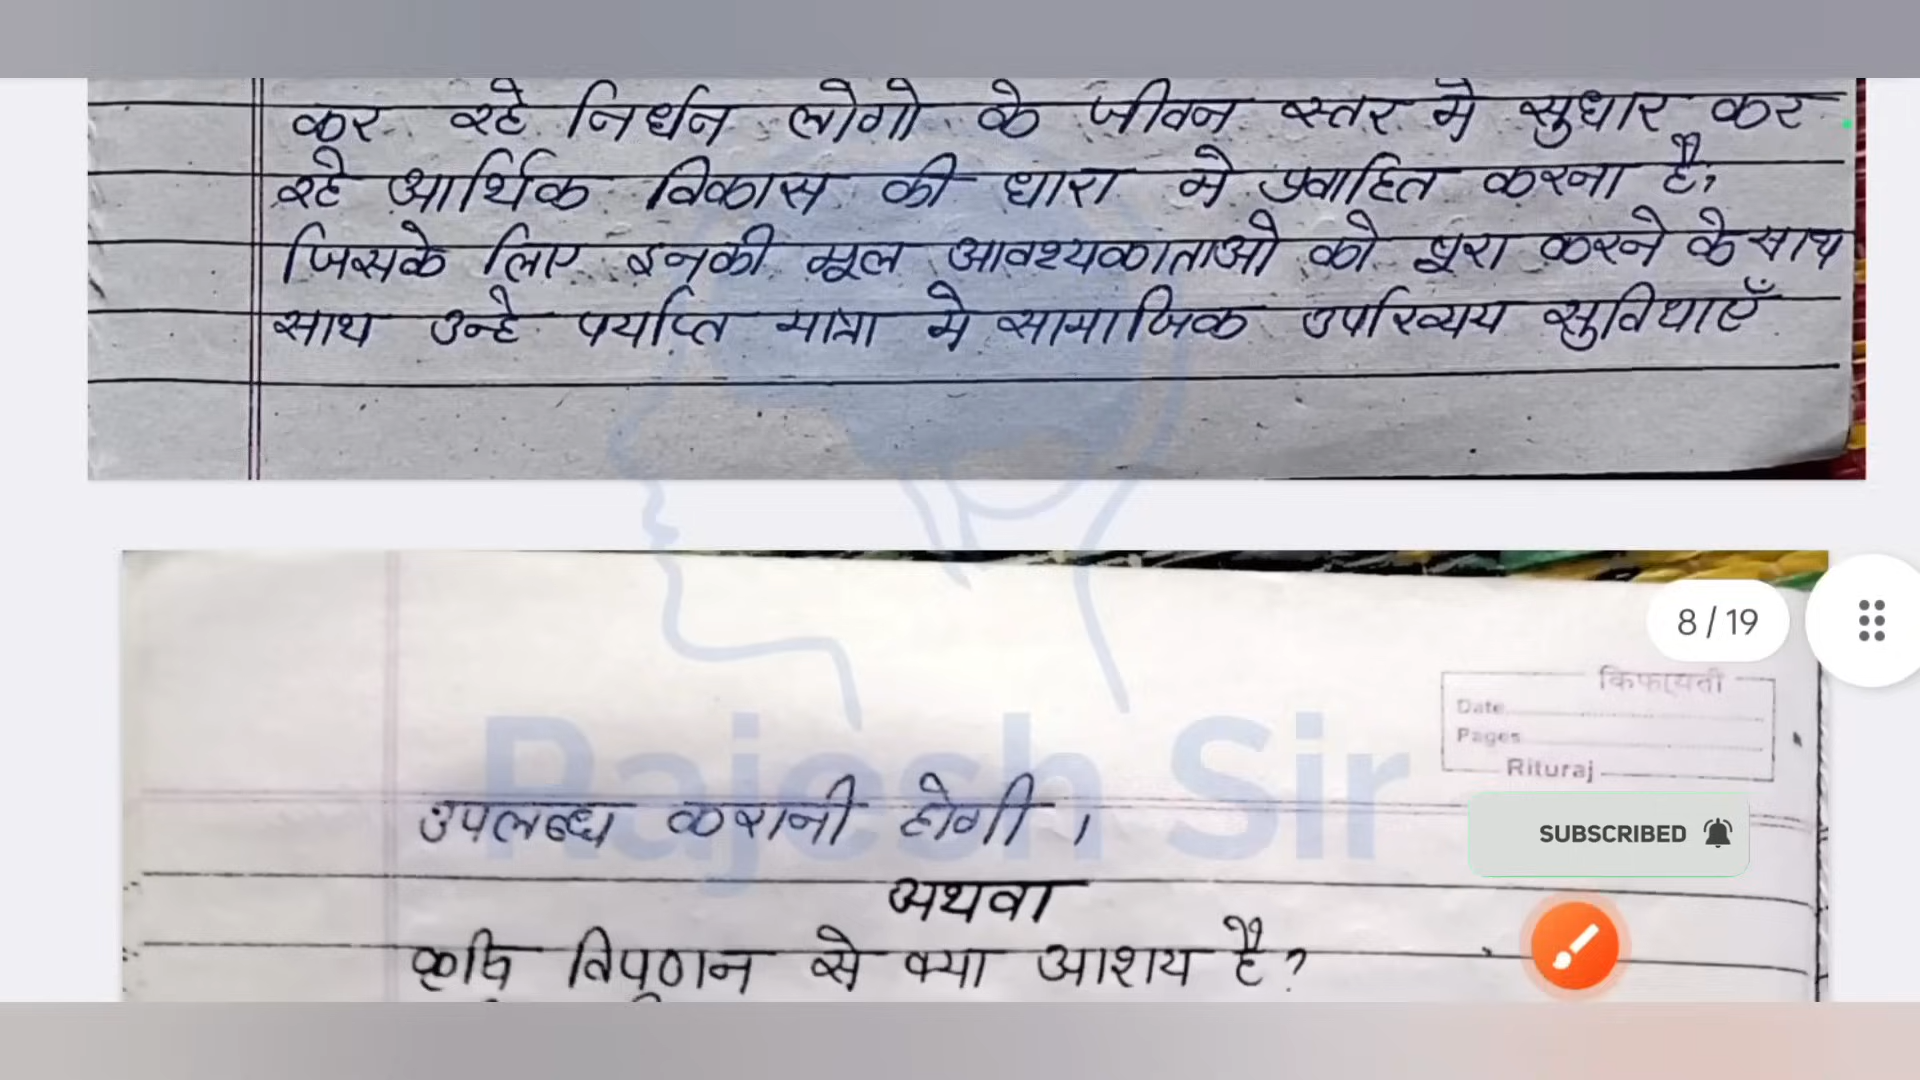 कर रहे निर्धन लोगो के जीवन स्तर मे सुधार कर
रहे आर्थिक विकास की धारा मे प्रवाहित करना है,
जिसके लिए इनकी मूल आवश्यकाताओ को पूरा करने के साथ
साथ उन्हे पर्याप्त मात्रा मे सामाजिक उपरिव्यय सुविधाएँ
8 / 19
किफायती
Date
Pages
Rituraj
Rajesh Sir
उपलब्ध करानी होगी ।
SUBSCRIBED
अथवा
कृषि विपणन से क्या आशय है ?